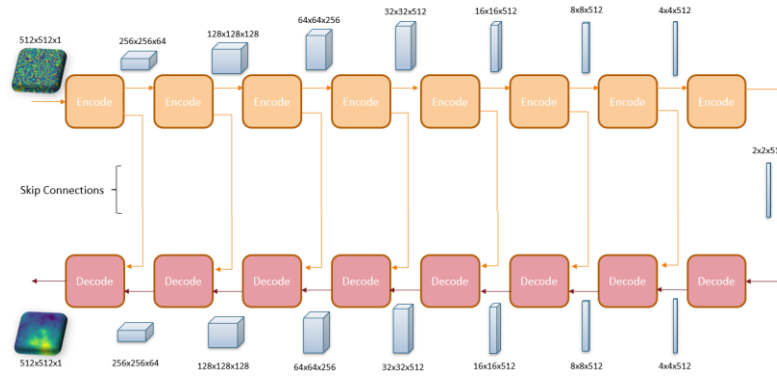 512x512x1
256x256x64
128x128x128
64x64x256
32x32x512
16x16x512
8x8x512
4x4x512
Encode
Encode
Encode
Encode
Encode
Encode
Encode
Encode
2x2x51
Skip Connections
Decode
Decode
Decode
Decode
Decode
Decode
Decode
Decode
512x512x1
256x256x64
128x128x128
64x64x256
32x32x512
16x16x512
8x8x512
4x4x512